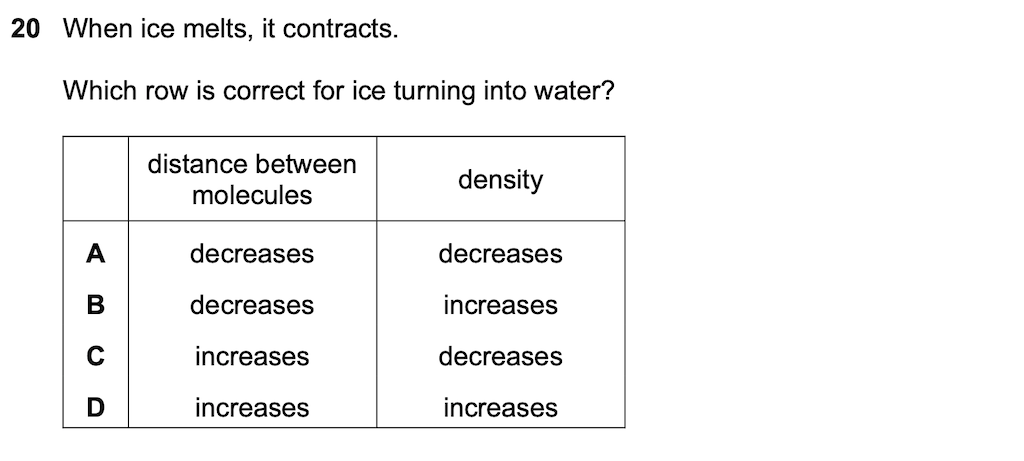 20 When ice melts, it contracts.
Which row is correct for ice turning into water?
distance between
molecules
density
A decreases decreases
B decreases increases
C increases decreases
D increases increases